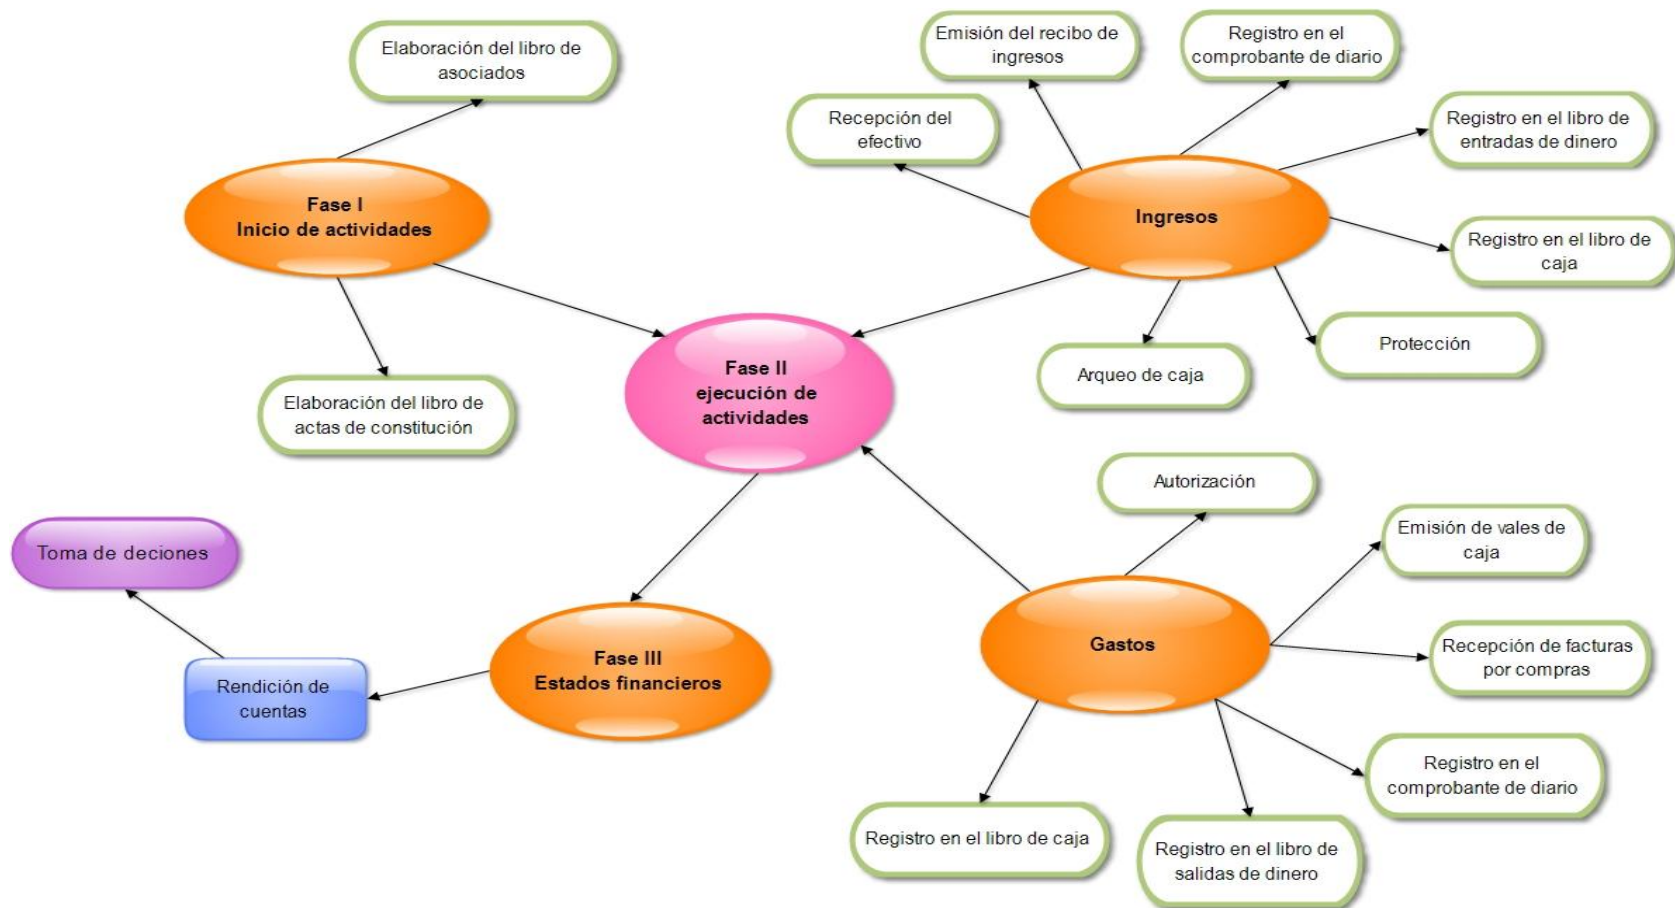 Elaboración del libro de
asociados
Fase I
Inicio de actividades
Elaboración del libro de
actas de constitución
Emisión del recibo de
ingresos
Registro en el
comprobante de diario
Recepción del
efectivo
Registro en el libro de
entradas de dinero
Ingresos
Registro en el libro de
caja
Protección
Arqueo de caja
Fase II
ejecución de
actividades
Autorización
Emisión de vales de
caja
Gastos
Recepción de facturas
por compras
Registro en el
comprobante de diario
Registro en el libro de
salidas de dinero
Registro en el libro de caja
Fase III
Estados financieros
Rendición de
cuentas
Toma de deciones